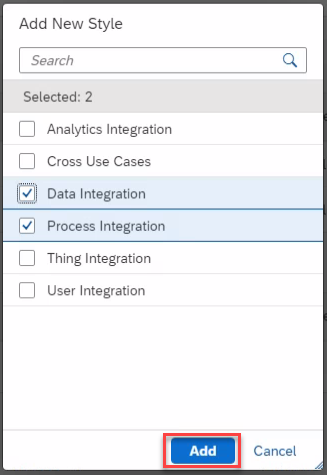 Add New Style
Search
Selected: 2
Analytics Integration
Cross Use Cases
Data Integration
Process Integration
Thing Integration
User Integration
Add Cancel